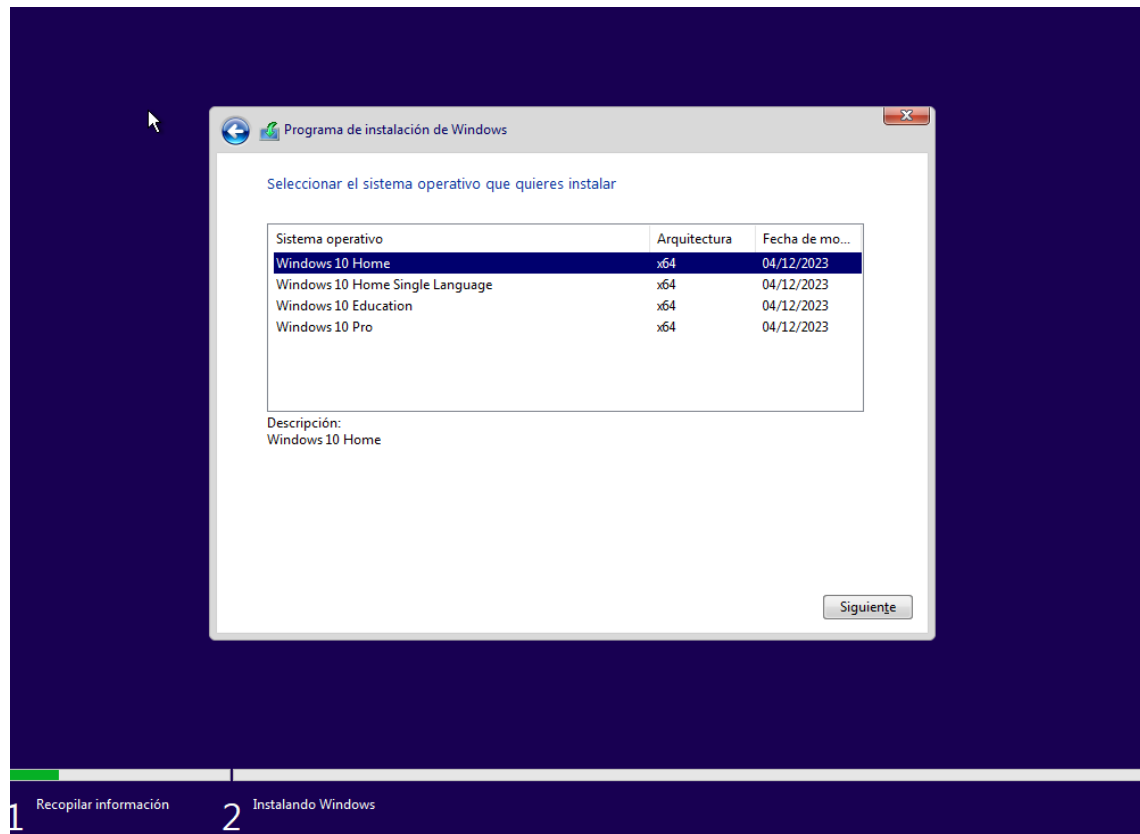 Programa de instalación de Windows
Seleccionar el sistema operativo que quieres instalar
Sistema operativo Arquitectura Fecha de mo...
Windows 10 Home x64 04/12/2023
Windows 10 Home Single Language x64 04/12/2023
Windows 10 Education x64 04/12/2023
Windows 10 Pro x64 04/12/2023
Descripción:
Windows 10 Home
Siguiente
1 Recopilar información 2 Instalando Windows